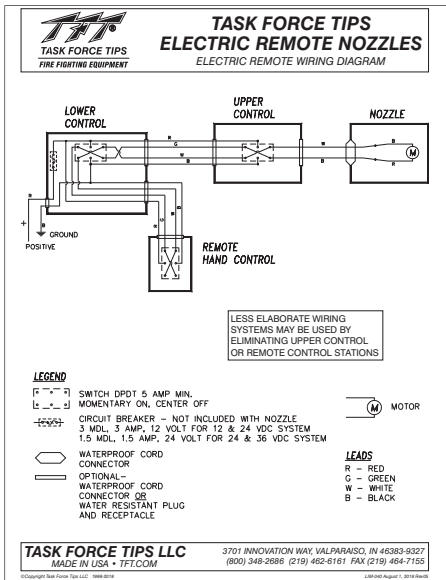 TFT®
TASK FORCE TIPS
FIRE FIGHTING EQUIPMENT
TASK FORCE TIPS
ELECTRIC REMOTE NOZZLES
ELECTRIC REMOTE WIRING DIAGRAM
LOWER
CONTROL
UPPER
CONTROL
NOZZLE
R
G
W
B
W
B
B
R
M
R
B
R
G
W
B
+
GROUND
POSITIVE
REMOTE
HAND CONTROL
LESS ELABORATE WIRING
SYSTEMS MAY BE USED BY
ELIMINATING UPPER CONTROL
OR REMOTE CONTROL STATIONS
LEGEND
SWITCH DPDT 5 AMP MIN.
MOMENTARY ON, CENTER OFF
CIRCUIT BREAKER – NOT INCLUDED WITH NOZZLE
3 MDL, 3 AMP, 12 VOLT FOR 12 & 24 VDC SYSTEM
1.5 MDL, 1.5 AMP, 24 VOLT FOR 24 & 36 VDC SYSTEM
WATERPROOF CORD
CONNECTOR
OPTIONAL–
WATERPROOF CORD
CONNECTOR OR
WATER RESISTANT PLUG
AND RECEPTACLE
M MOTOR
LEADS
R – RED
G – GREEN
W – WHITE
B – BLACK
TASK FORCE TIPS LLC
MADE IN USA • TFT.COM
3701 INNOVATION WAY, VALPARAISO, IN 46383-9327
(800) 348-2686 (219) 462-6161 FAX (219) 464-7155
©Copyright Task Force Tips LLC 1999-2018
LIM-040 August 1, 2018 Rev05